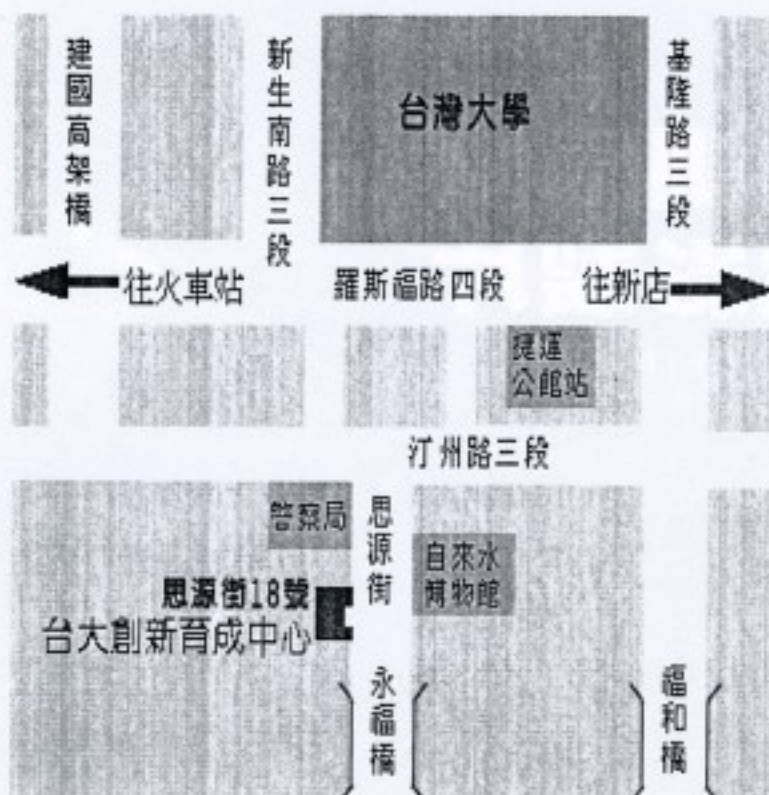 建國高架橋
新生南路三段
台灣大學
基隆路三段
往火車站
羅斯福路四段
往新店
捷運
公館站
汀州路三段
警察局
思源街
自來水
博物館
思源街18號
台大創新育成中心
永福橋
福和橋